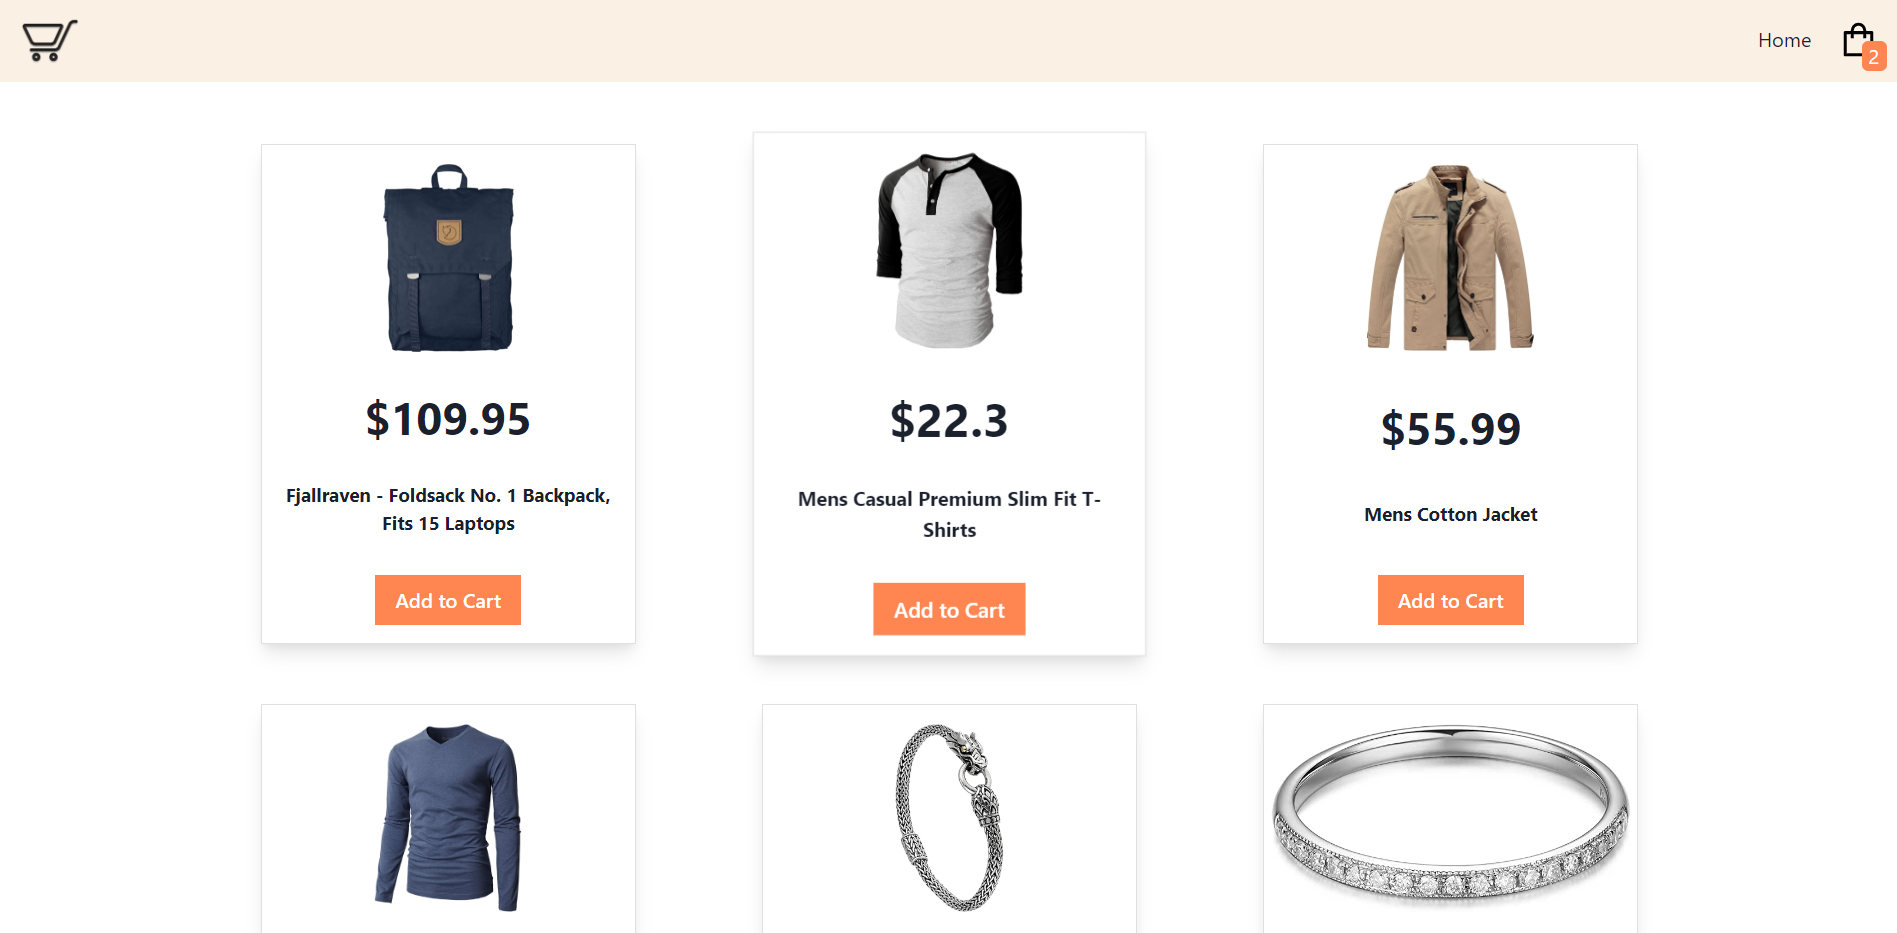 Home
2
$109.95
Fjallraven - Foldsack No. 1 Backpack,
Fits 15 Laptops
Add to Cart
$22.3
Mens Casual Premium Slim Fit T-
Shirts
Add to Cart
$55.99
Mens Cotton Jacket
Add to Cart